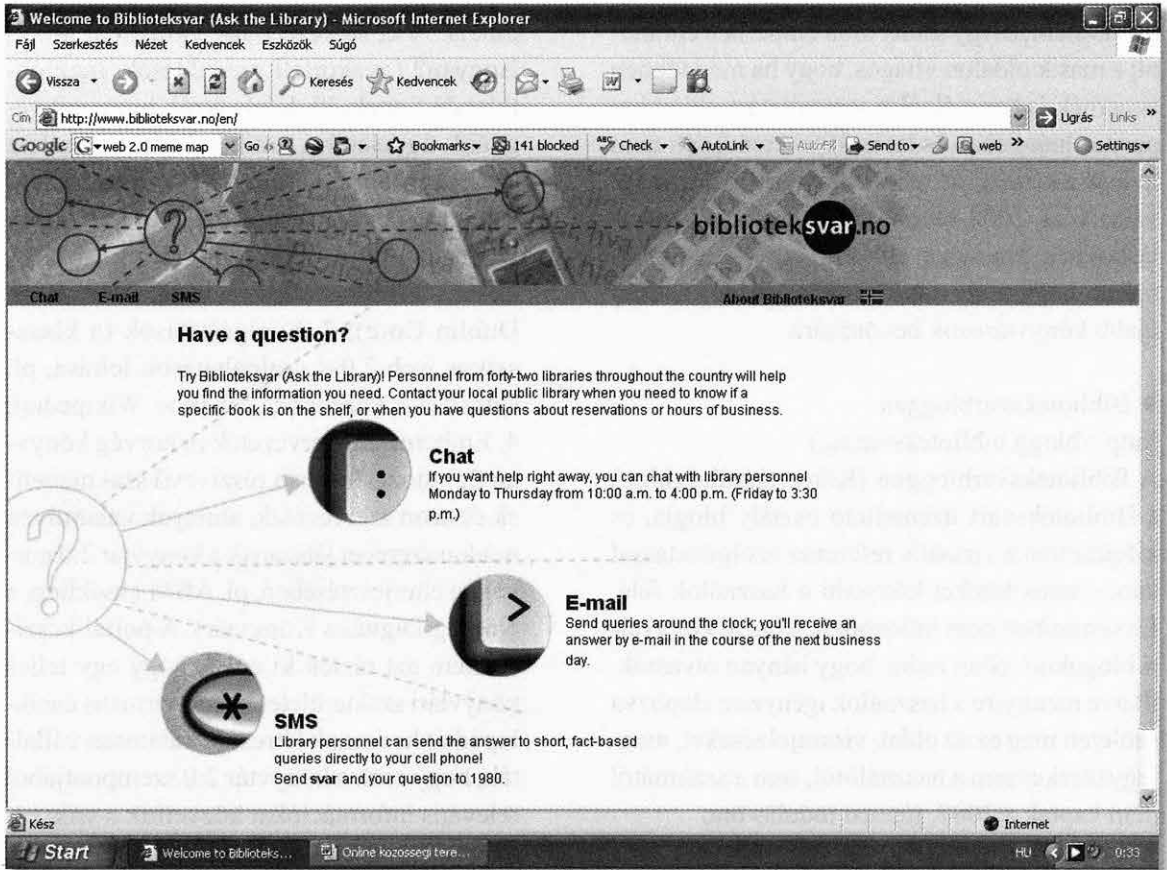 Welcome to Biblioteksvar (Ask the Library) - Microsoft Internet Explorer
Fájl Szerkesztés Nézet Kedvencek Eszközök Súgó
Vissza Keresés Kedvencek
Cím http://www.biblioteksvar.no/en/ Ugrás Links »
Google G web 2.0 meme map Go Bookmarks 141 blocked ABC Check AutoLink AutoFill Send to web » Settings
?
biblioteksvar.no
Chat E-mail SMS About Biblioteksvar
Have a question?
Try Biblioteksvar (Ask the Library)! Personnel from forty-two libraries throughout the country will help
you find the information you need. Contact your local public library when you need to know if a
specific book is on the shelf, or when you have questions about reservations or hours of business.
:
Chat
If you want help right away, you can chat with library personnel
Monday to Thursday from 10:00 a.m. to 4:00 p.m. (Friday to 3:30
p.m.)
?
>
E-mail
Send queries around the clock; you'll receive an
answer by e-mail in the course of the next business
day.
*
SMS
Library personnel can send the answer to short, fact-based
queries directly to your cell phone!
Send svar and your question to 1980.
Kész Internet
Start Welcome to Biblioteks... Online kozossegi tere... HU 0:33